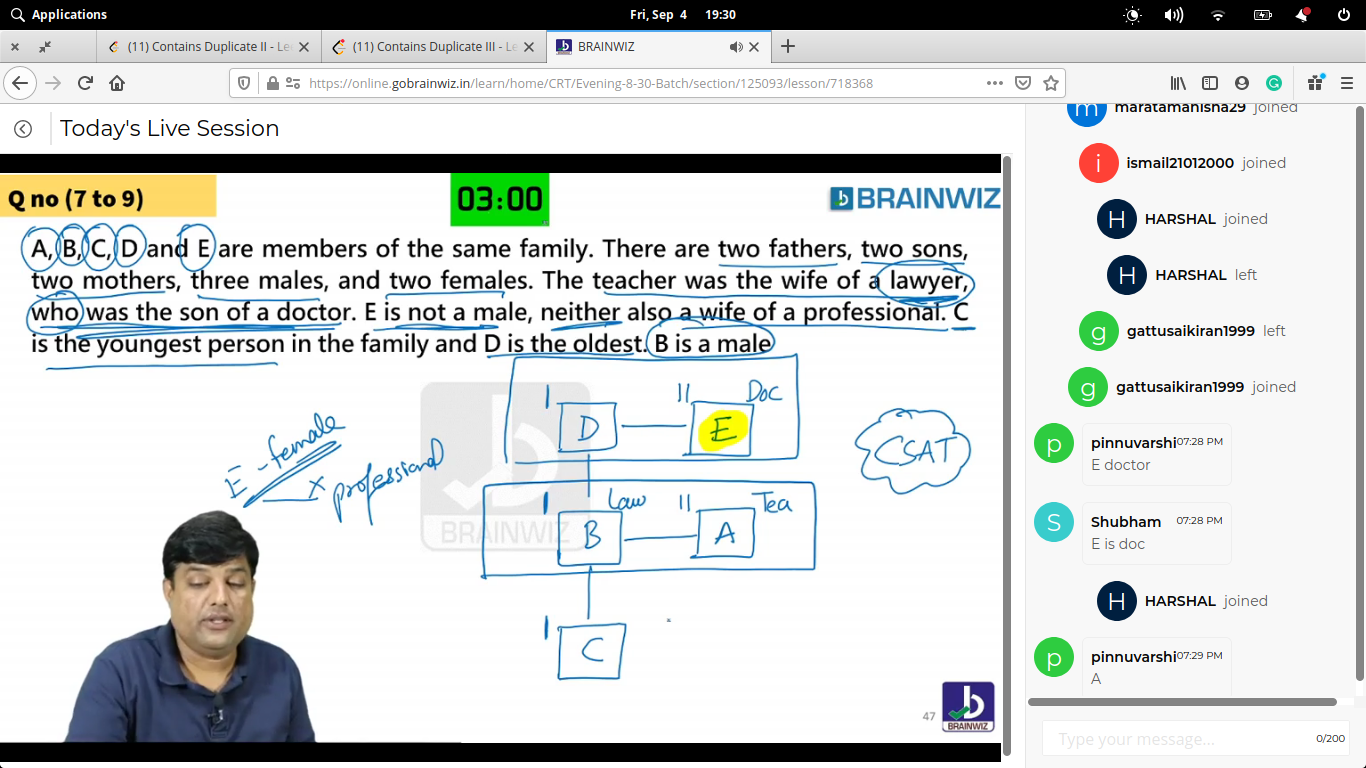 Applications
Fri, Sep 4 19:30
(11) Contains Duplicate II - Le
(11) Contains Duplicate III - L
BRAINWIZ
https://online.gobrainwiz.in/learn/home/CRT/Evening-8-30-Batch/section/125093/lesson/718368
Today's Live Session
Q no (7 to 9)
03:00
BRAINWIZ
A, B, C, D and E are members of the same family. There are two fathers, two sons,
two mothers, three males, and two females. The teacher was the wife of a lawyer,
who was the son of a doctor. E is not a male, neither also a wife of a professional. C
is the youngest person in the family and D is the oldest. B is a male
I
D
II
E
Doc
CSAT
E - female
X professional
BRAINWIZ
I
B
Law
II
A
Tea
I
C
47
BRAINWIZ
maratamanisha29 joined
i
ismail21012000 joined
H
HARSHAL joined
H
HARSHAL left
g
gattusaikiran1999 left
g
gattusaikiran1999 joined
p
pinnuvarshi 07:28 PM
E doctor
S
Shubham 07:28 PM
E is doc
H
HARSHAL joined
p
pinnuvarshi 07:29 PM
A
Type your message...
0/200